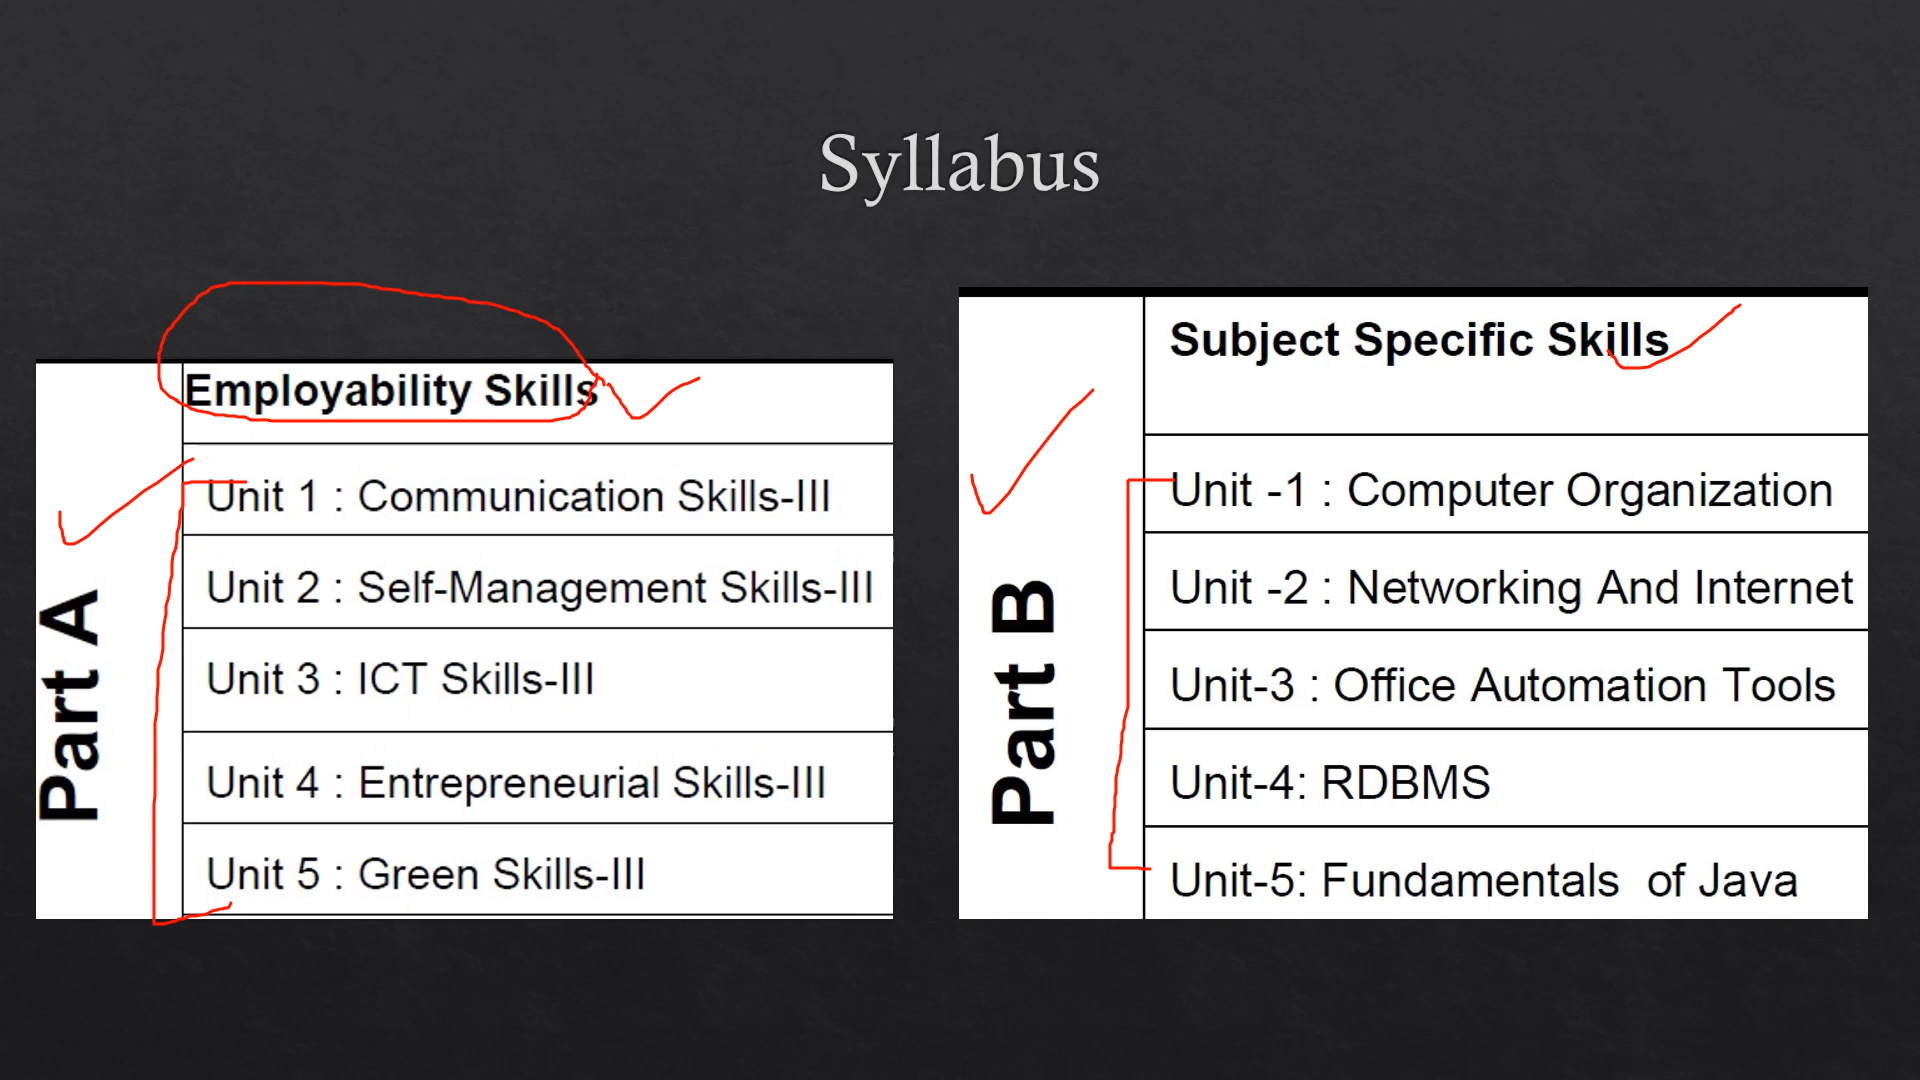 Syllabus
Part A
Employability Skills
Unit 1 : Communication Skills-III
Unit 2 : Self-Management Skills-III
Unit 3 : ICT Skills-III
Unit 4 : Entrepreneurial Skills-III
Unit 5 : Green Skills-III
Part B
Subject Specific Skills
Unit -1 : Computer Organization
Unit -2 : Networking And Internet
Unit-3 : Office Automation Tools
Unit-4: RDBMS
Unit-5: Fundamentals of Java